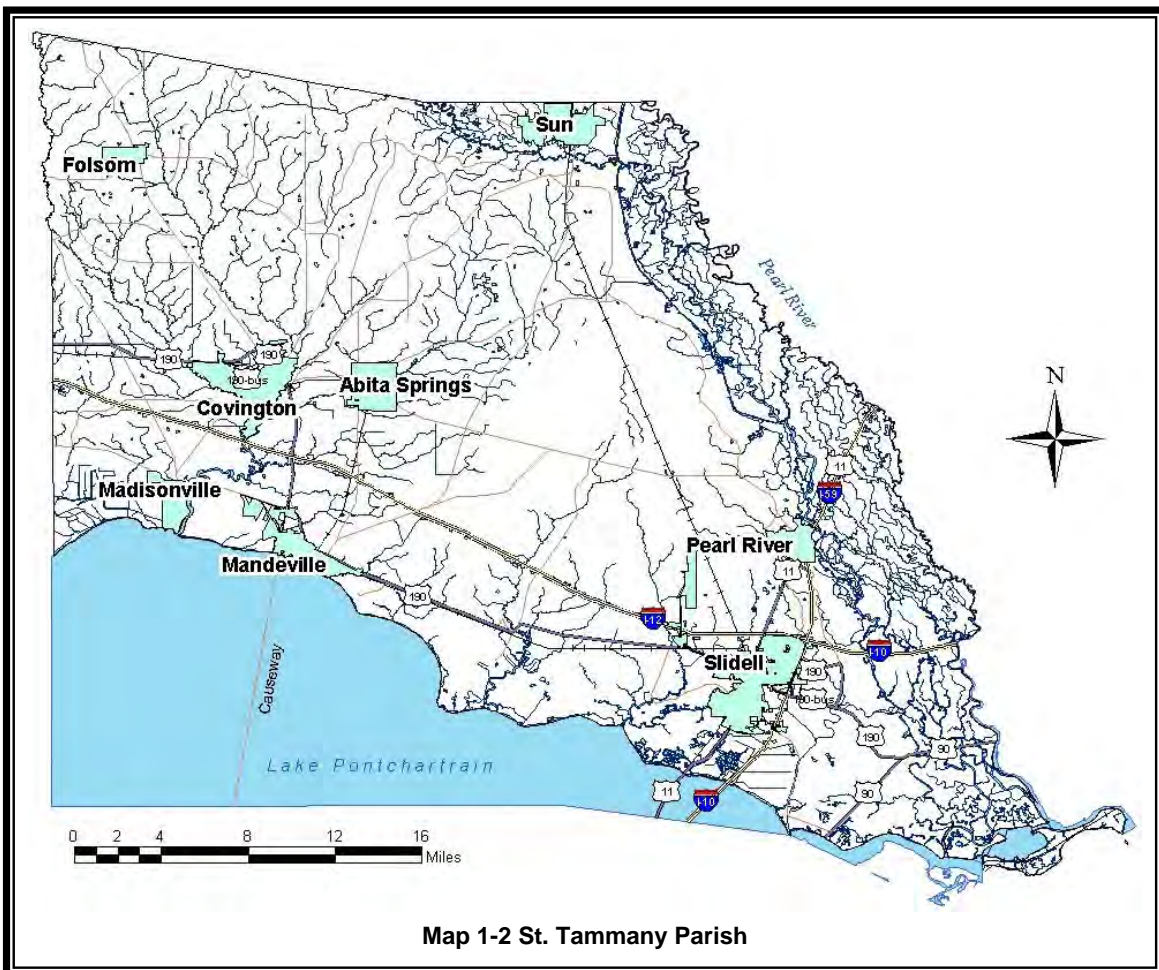 Sun
Folsom
Pearl River
N
190
190
190-bus
Abita Springs
Covington
11
I-59
Madisonville
Pearl River
Mandeville
11
190
I-12
I-10
Slidell
190
190-bus
Causeway
190
90
Lake Pontchartrain
11
I-10
90
0 2 4 8 12 16
Miles
Map 1-2 St. Tammany Parish